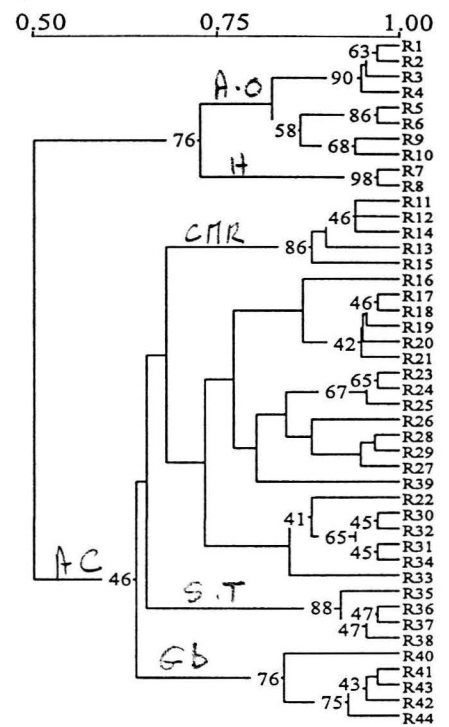 0.50 0.75 1.00
63 R1
R2
A.O 90 R3
R4
86 R5
R6
58
68 R9
R10
76
H 98 R7
R8
R11
46 R12
R14
CMR 86 R13
R15
R16
46 R17
R18
R19
42 R20
R21
65 R23
67 R24
R25
R26
R28
R29
R27
R39
R22
41 45 R30
65 R32
45 R31
R34
R33
AC 46
S.T 88 R35
47 R36
47 R37
R38
Gb 76 R40
R41
43 R43
75 R42
R44